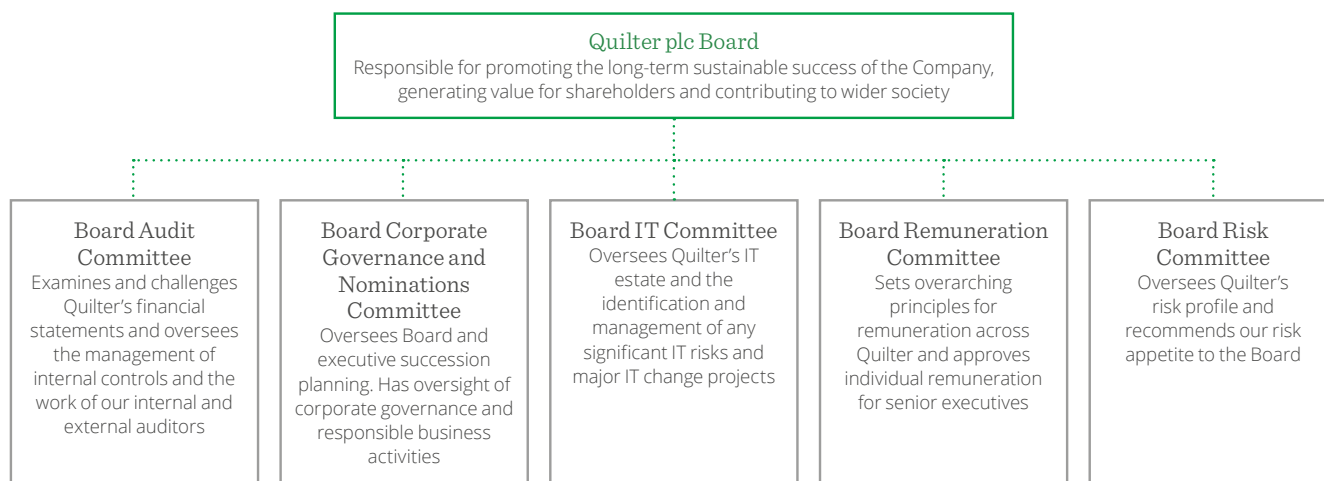 Quilter plc Board
Responsible for promoting the long-term sustainable success of the Company,
generating value for shareholders and contributing to wider society
Board Audit
Committee
Examines and challenges
Quilter’s financial
statements and oversees
the management of
internal controls and the
work of our internal and
external auditors
Board Corporate
Governance and
Nominations
Committee
Oversees Board and
executive succession
planning. Has oversight of
corporate governance and
responsible business
activities
Board IT Committee
Oversees Quilter’s IT
estate and the
identification and
management of any
significant IT risks and
major IT change projects
Board Remuneration
Committee
Sets overarching
principles for
remuneration across
Quilter and approves
individual remuneration
for senior executives
Board Risk
Committee
Oversees Quilter’s
risk profile and
recommends our risk
appetite to the Board